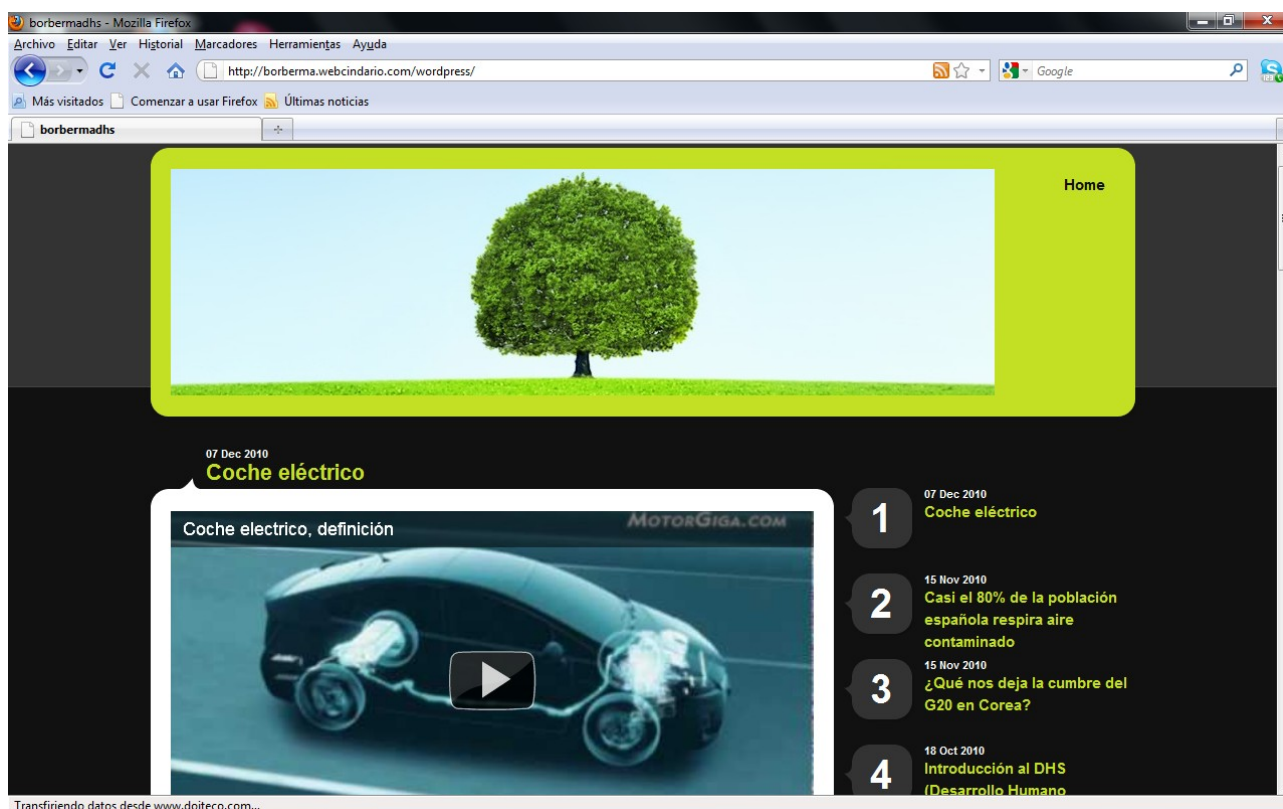 borbermadhs - Mozilla Firefox
Archivo Editar Ver Historial Marcadores Herramientas Ayuda
http://borberma.webcindario.com/wordpress/
Google
Más visitados Comenzar a usar Firefox Últimas noticias
borbermadhs
Home
07 Dec 2010
Coche eléctrico
Coche electrico, definición
MOTORGIGA.COM
1
07 Dec 2010
Coche eléctrico
2
15 Nov 2010
Casi el 80% de la población
española respira aire
contaminado
3
15 Nov 2010
¿Qué nos deja la cumbre del
G20 en Corea?
4
18 Oct 2010
Introducción al DHS
(Desarrollo Humano
Transfiriendo datos desde www.doiteco.com...